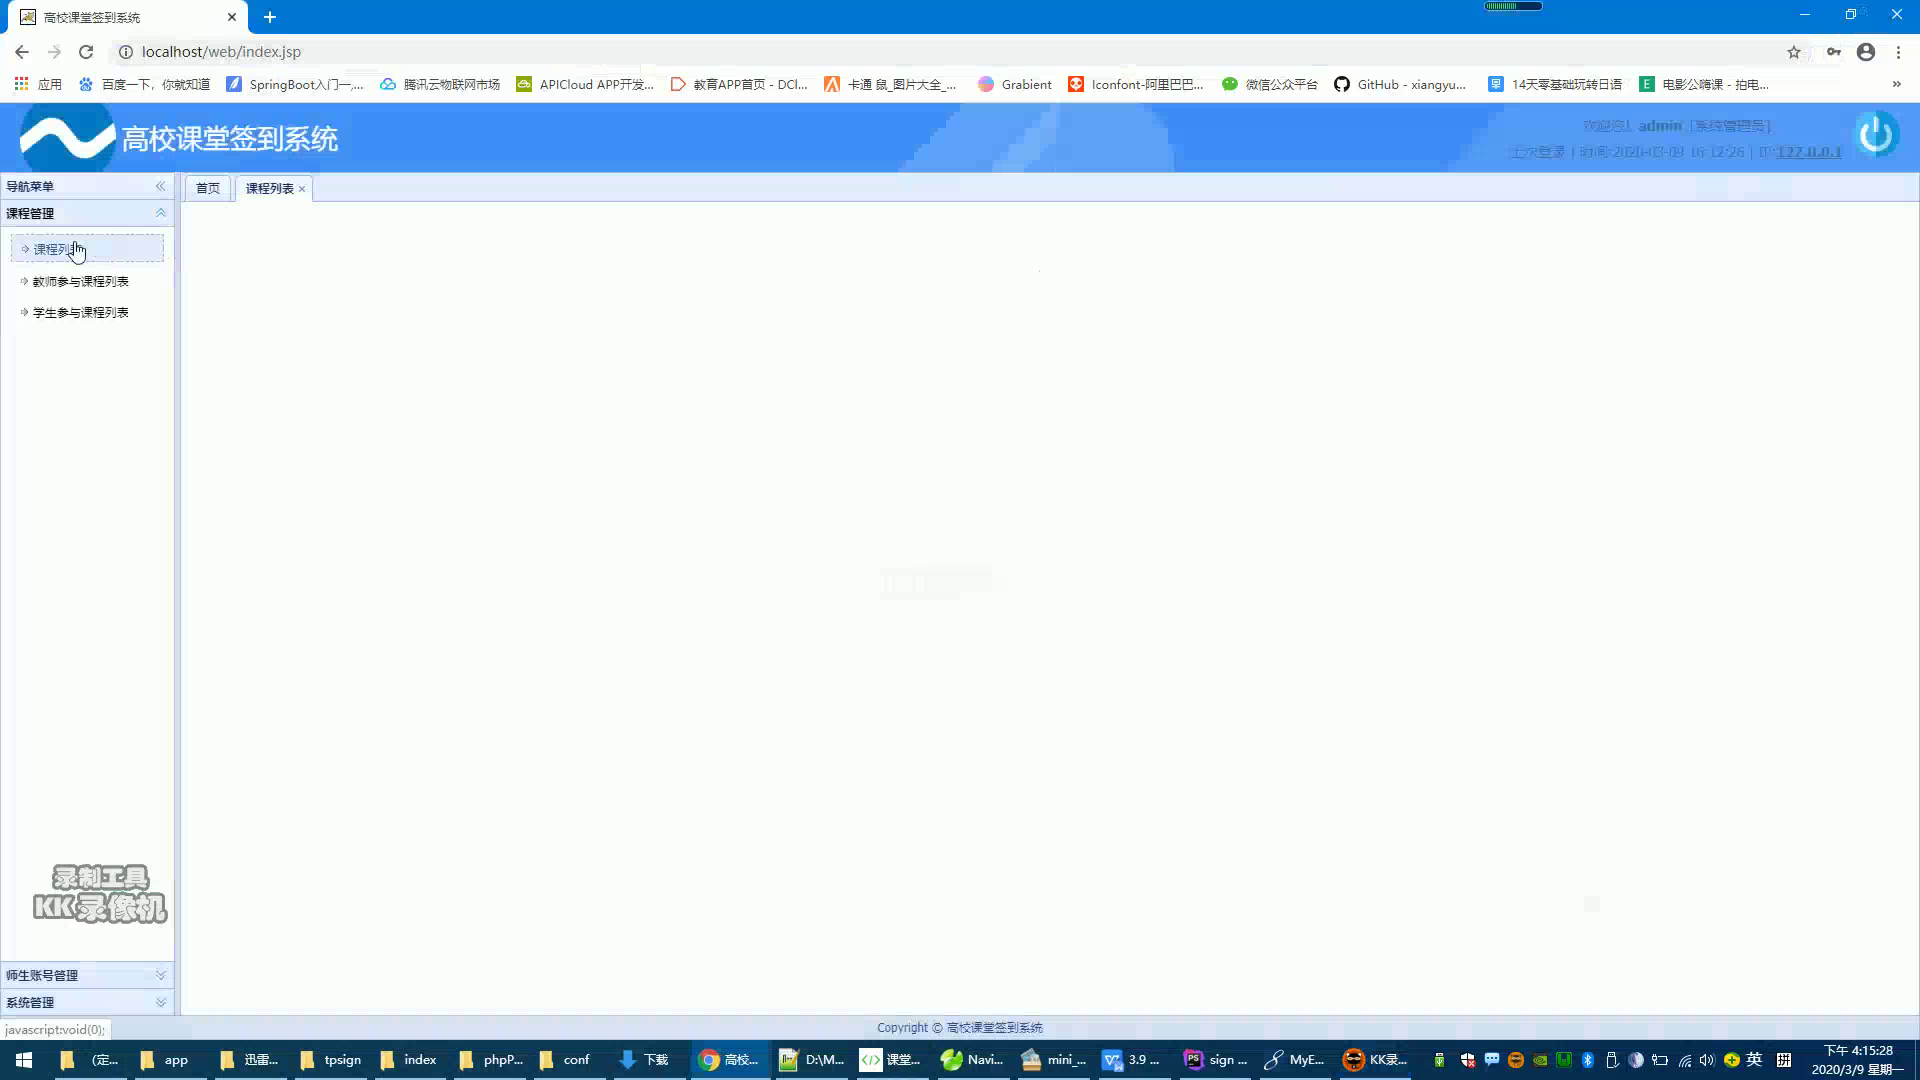 高校课堂签到系统
localhost/web/index.jsp
应用 百度一下，你就知道 SpringBoot入门一,... 腾讯云物联网市场 APICloud APP开发... 教育APP首页 - DCl... 卡通 鼠_图片大全_... Grabient Iconfont-阿里巴巴... 微信公众平台 GitHub - xiangyu... 14天零基础玩转日语 电影公嗨课 - 拍电...
高校课堂签到系统
admin [系统管理员]
上次登录 | 时间:2020-03-09 16:12:26 | IP:127.0.0.1
导航菜单
首页 课程列表
课程管理
课程列
教师参与课程列表
学生参与课程列表
录制工具
KK录像机
师生账号管理
系统管理
javascript:void(0);
Copyright © 高校课堂签到系统
(定... app 迅雷... tpsign index phpP... conf 下载 高校... D:\M... 课堂... Navi... mini_... 3.9 ... sign ... MyE... KK录... 英 拼
下午 4:15:28
2020/3/9 星期一